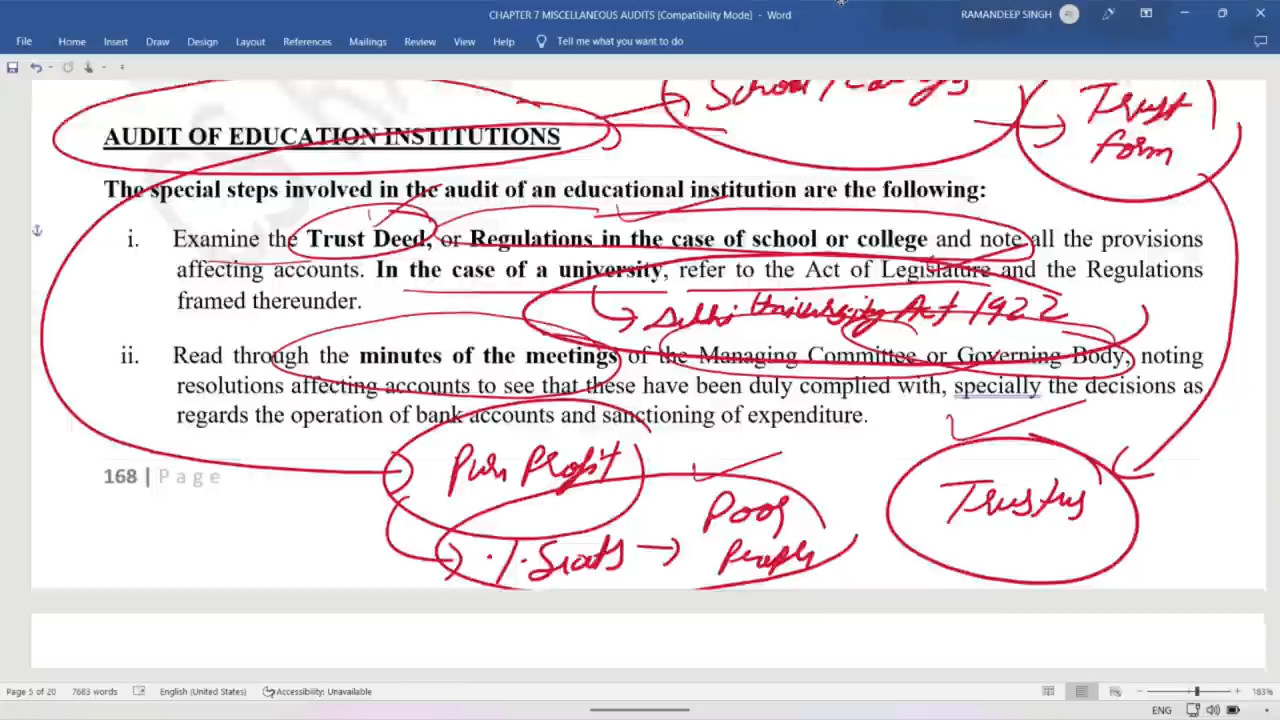 CHAPTER 7 MISCELLANEOUS AUDITS [Compatibility Mode] - Word
RAMANDEEP SINGH RS
File Home Insert Draw Design Layout References Mailings Review View Help Tell me what you want to do
School /
Trust
form
AUDIT OF EDUCATION INSTITUTIONS
The special steps involved in the audit of an educational institution are the following:
i. Examine the Trust Deed, or Regulations in the case of school or college and note all the provisions
affecting accounts. In the case of a university, refer to the Act of Legislature and the Regulations
framed thereunder.
Delhi University Act 1922
ii. Read through the minutes of the meetings of the Managing Committee or Governing Body, noting
resolutions affecting accounts to see that these have been duly complied with, specially the decisions as
regards the operation of bank accounts and sanctioning of expenditure.
168 | Page
Pure Profit
Trustus
Poor
People
·/. Seats
Page 5 of 20 7683 words English (United States) Accessibility: Unavailable 183%
ENG